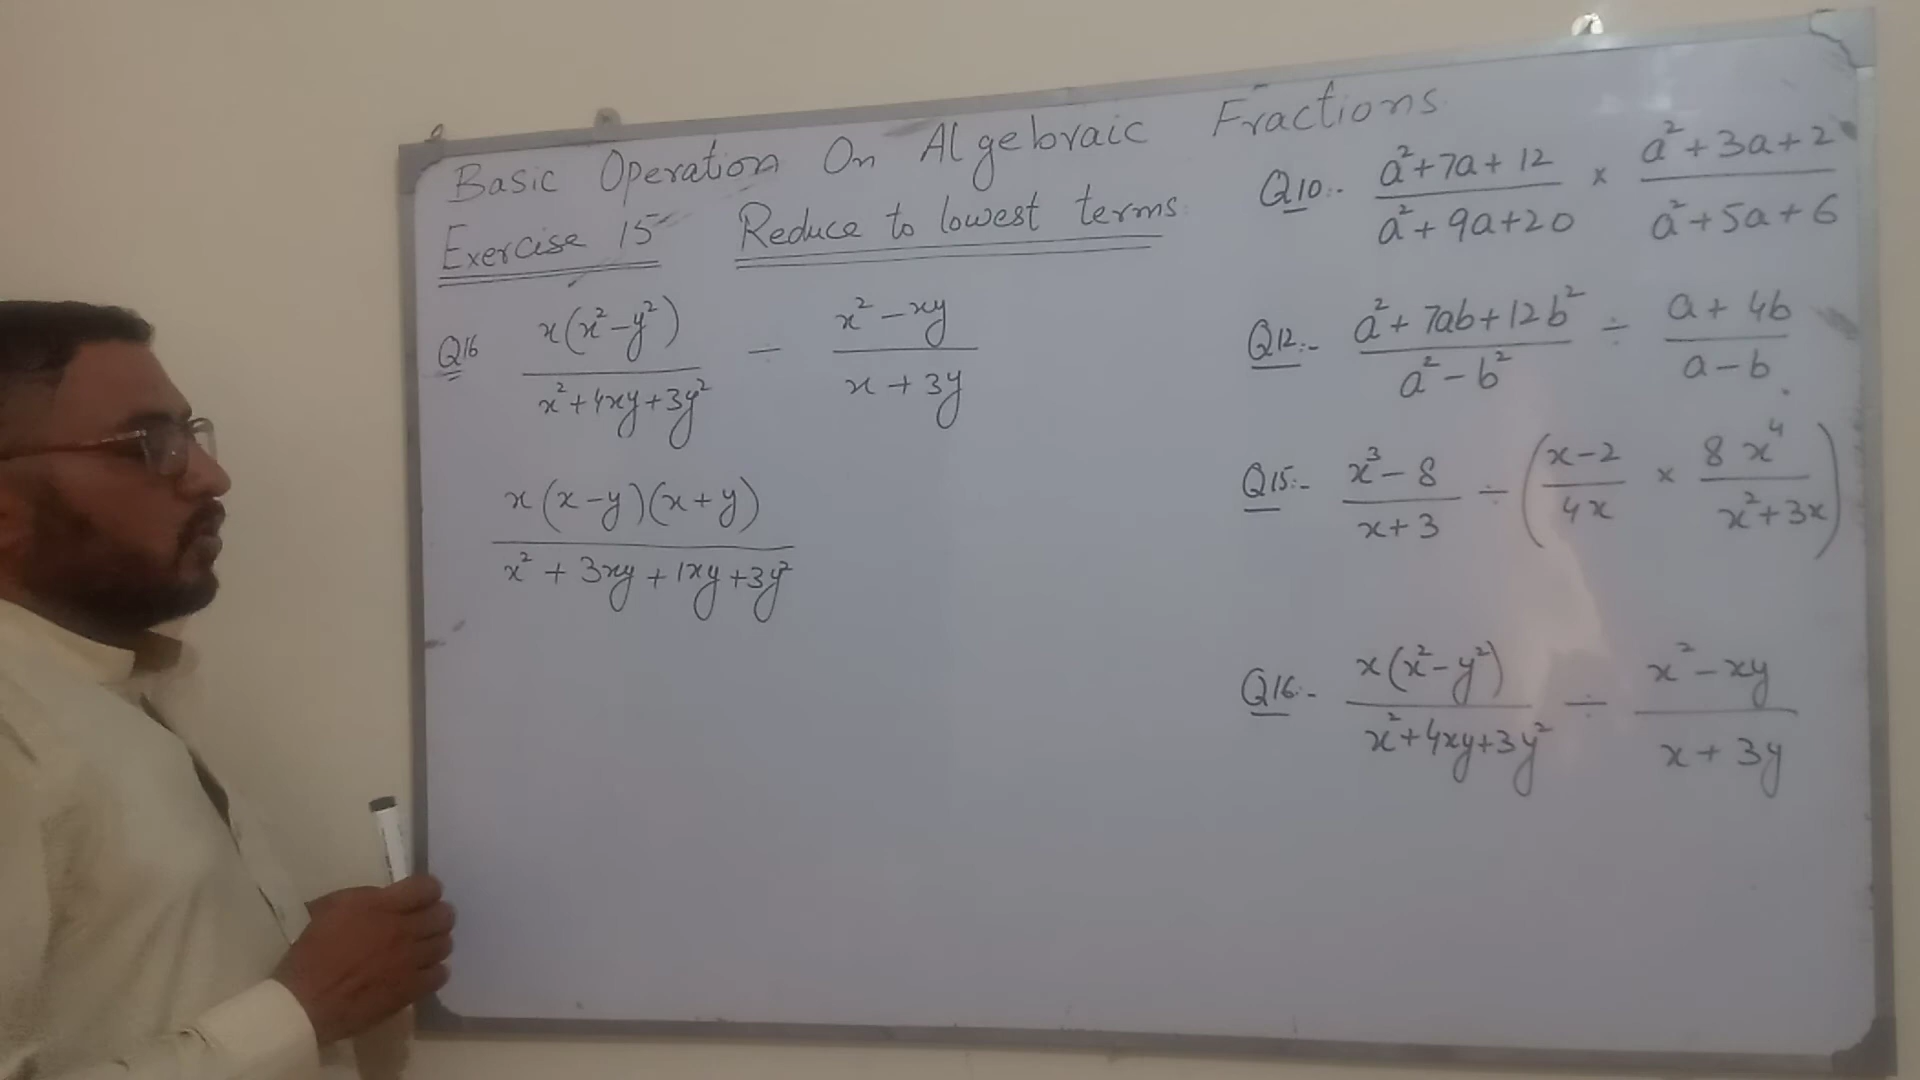 Basic Operation On Algebraic Fractions
Exercise 15 Reduce to lowest terms
Q16 x(x²-y²)/(x²+4xy+3y²) ÷ (x²-xy)/(x+3y)
x(x-y)(x+y)/(x²+3xy+1xy+3y²)
Q10:- (a²+7a+12)/(a²+9a+20) × (a²+3a+2)/(a²+5a+6)
Q12:- (a²+7ab+12b²)/(a²-b²) ÷ (a+4b)/(a-b)
Q15:- (x³-8)/(x+3) ÷ ((x-2)/(4x) × (8x⁴)/(x²+3x))
Q16:- x(x²-y²)/(x²+4xy+3y²) ÷ (x²-xy)/(x+3y)